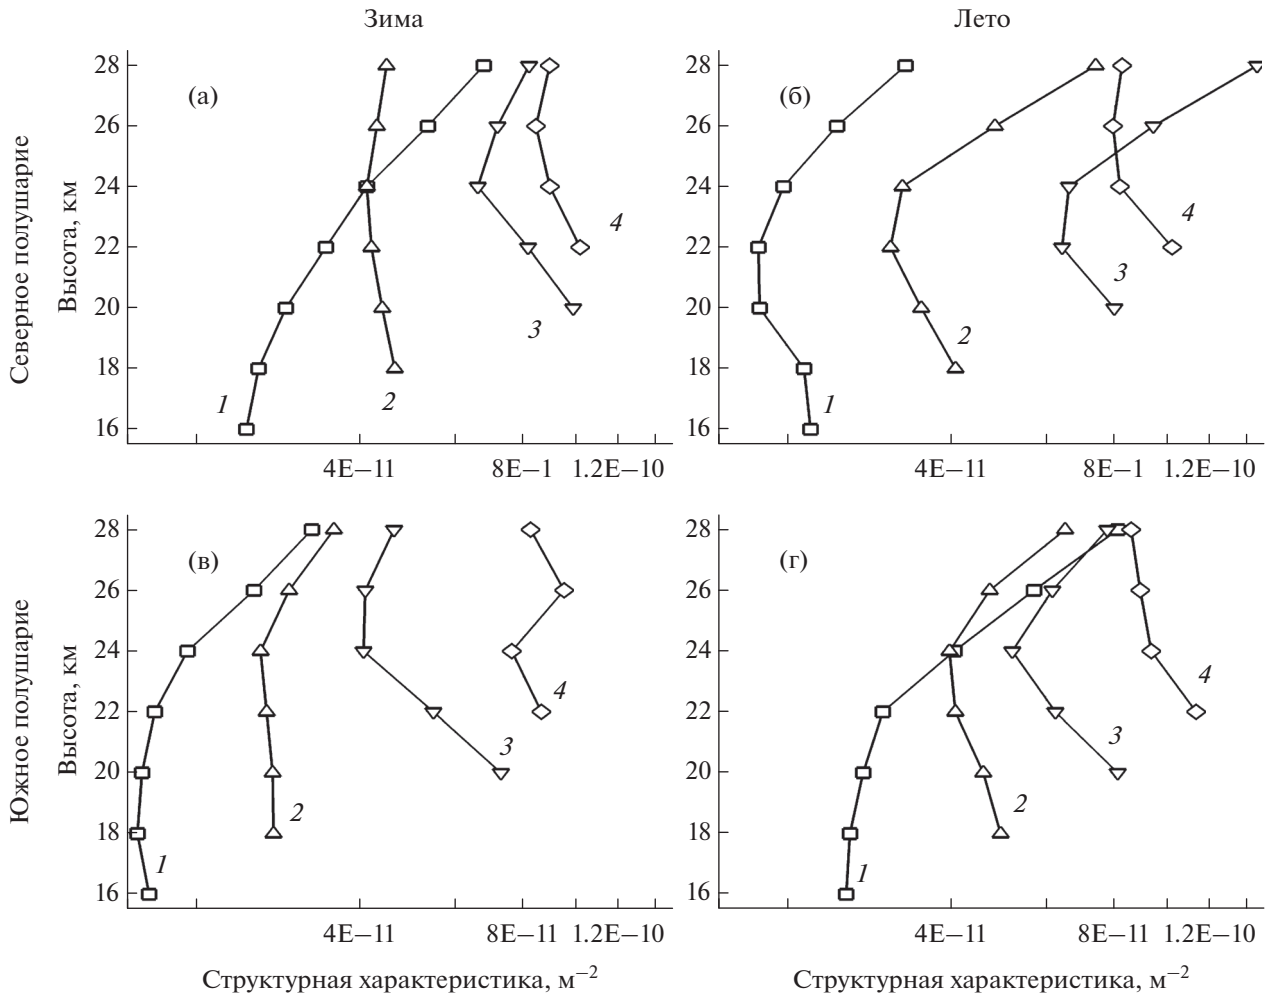 Зима
Лето
Северное полушарие
Высота, км
28
26
24
22
20
18
16
(а)
1
2
3
4
4E−11
8E−1
1.2E−10
28
26
24
22
20
18
16
(б)
1
2
3
4
4E−11
8E−1
1.2E−10
Южное полушарие
Высота, км
28
26
24
22
20
18
16
(в)
1
2
3
4
4E−11
8E−11
1.2E−10
Структурная характеристика, м−2
28
26
24
22
20
18
16
(г)
1
2
3
4
4E−11
8E−11
1.2E−10
Структурная характеристика, м−2